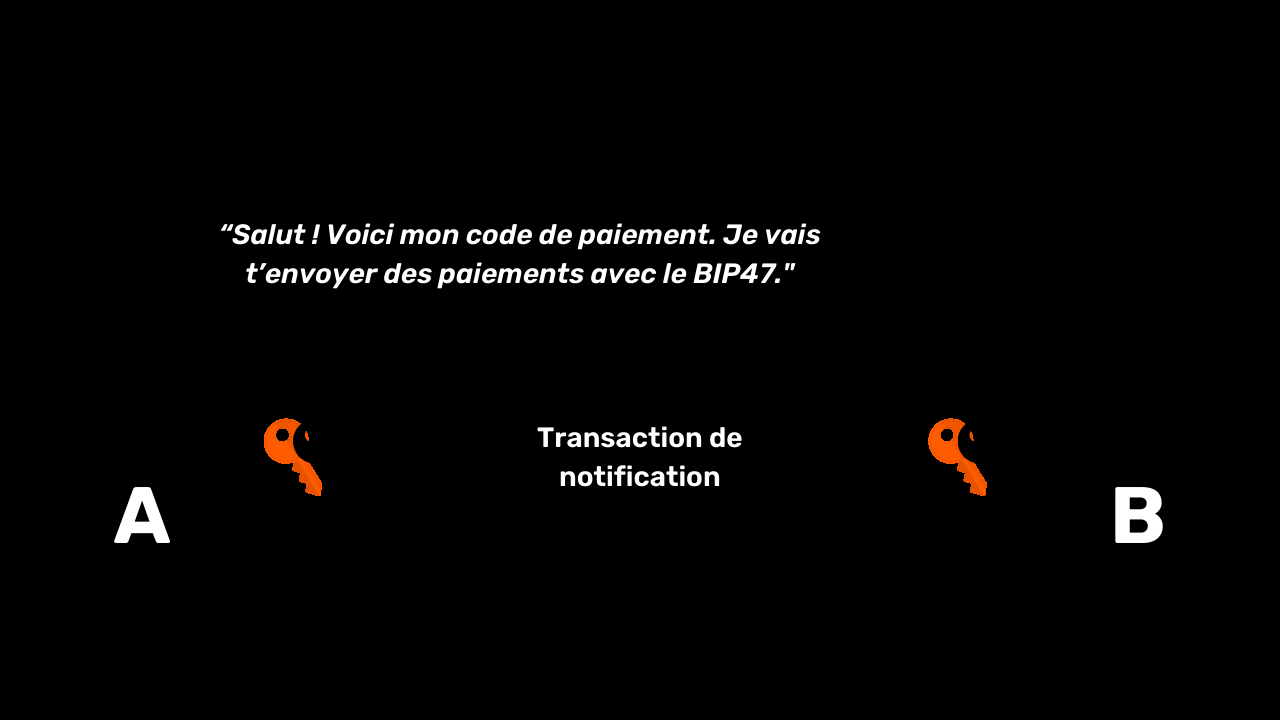 “Salut ! Voici mon code de paiement. Je vais
t’envoyer des paiements avec le BIP47."
Transaction de
notification
A
B